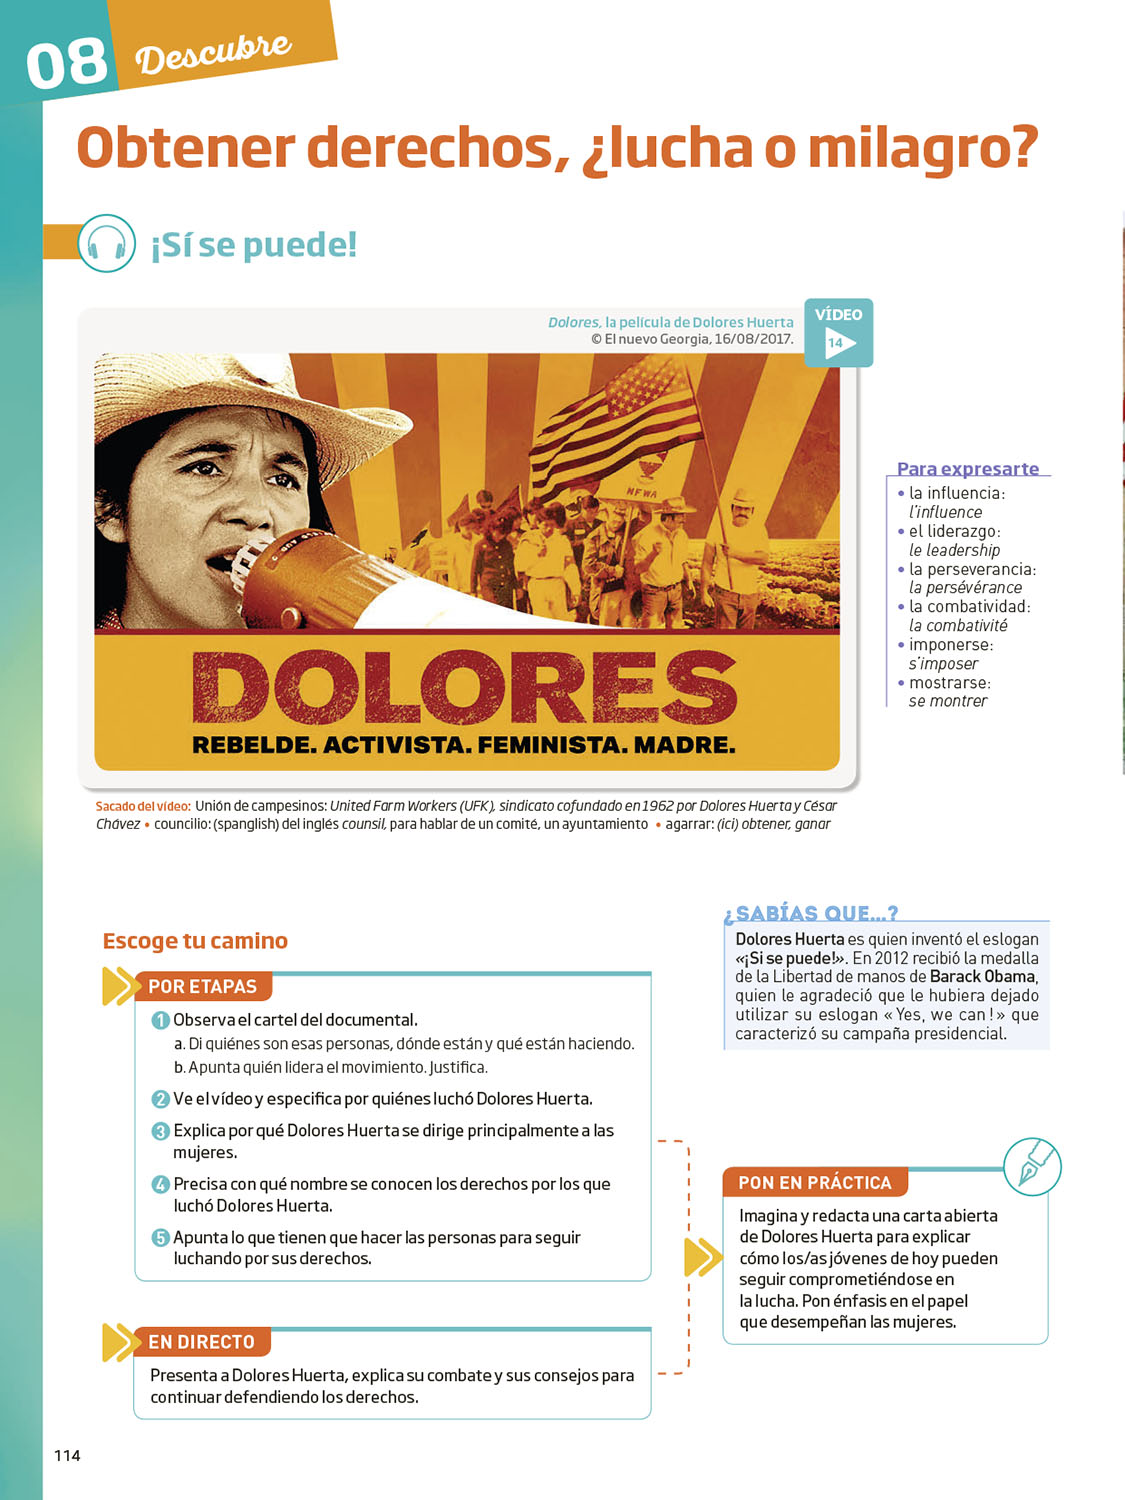 08 Descubre
Obtener derechos, ¿lucha o milagro?
¡Sí se puede!
Dolores, la película de Dolores Huerta
© El nuevo Georgia, 16/08/2017.
VÍDEO
14
NFWA
DOLORES
REBELDE. ACTIVISTA. FEMINISTA. MADRE.
Sacado del vídeo: Unión de campesinos: United Farm Workers (UFK), sindicato cofundado en 1962 por Dolores Huerta y César
Chávez • councilio: (spanglish) del inglés counsil, para hablar de un comité, un ayuntamiento • agarrar: (ici) obtener, ganar
Para expresarte
• la influencia:
l'influence
• el liderazgo:
le leadership
• la perseverancia:
la persévérance
• la combatividad:
la combativité
• imponerse:
s'imposer
• mostrarse:
se montrer
¿SABÍAS QUE...?
Dolores Huerta es quien inventó el eslogan
«¡Si se puede!». En 2012 recibió la medalla
de la Libertad de manos de Barack Obama,
quien le agradeció que le hubiera dejado
utilizar su eslogan « Yes, we can ! » que
caracterizó su campaña presidencial.
Escoge tu camino
POR ETAPAS
1 Observa el cartel del documental.
a. Di quiénes son esas personas, dónde están y qué están haciendo.
b. Apunta quién lidera el movimiento. Justifica.
2 Ve el vídeo y especifica por quiénes luchó Dolores Huerta.
3 Explica por qué Dolores Huerta se dirige principalmente a las
mujeres.
4 Precisa con qué nombre se conocen los derechos por los que
luchó Dolores Huerta.
5 Apunta lo que tienen que hacer las personas para seguir
luchando por sus derechos.
EN DIRECTO
Presenta a Dolores Huerta, explica su combate y sus consejos para
continuar defendiendo los derechos.
PON EN PRÁCTICA
Imagina y redacta una carta abierta
de Dolores Huerta para explicar
cómo los/as jóvenes de hoy pueden
seguir comprometiéndose en
la lucha. Pon énfasis en el papel
que desempeñan las mujeres.
114